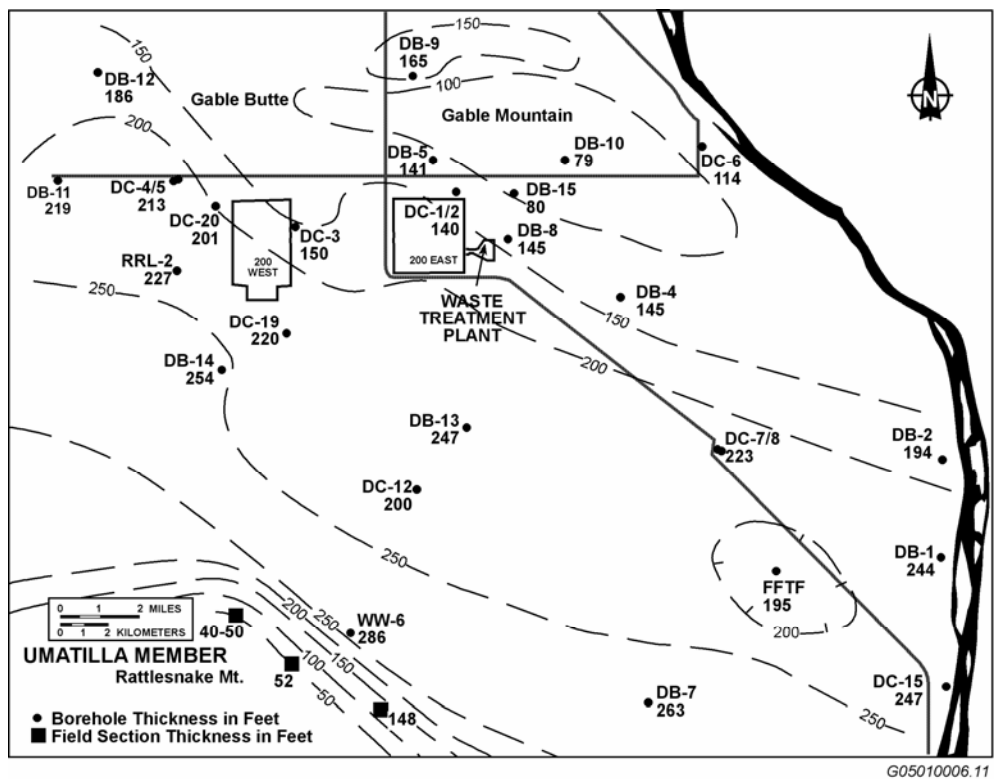 150
DB-9
165
150
DB-12
186
Gable Butte
100
Gable Mountain
200
DB-5
141
DB-10
79
DC-6
114
N
DB-11
219
DC-4/5
213
DC-20
201
150
DC-3
150
200
WEST
DC-1/2
140
200 EAST
DB-15
80
DB-8
145
RRL-2
227
250
WASTE
TREATMENT
PLANT
DB-4
145
150
DC-19
220
DB-14
254
200
DB-13
247
DC-7/8
223
DB-2
194
DC-12
200
250
FFTF
195
200
DB-1
244
0 1 2 MILES
0 1 2 KILOMETERS
40-50
200
250
WW-6
286
150
100
50
UMATILLA MEMBER
Rattlesnake Mt.
52
148
DB-7
263
DC-15
247
250
Borehole Thickness in Feet
Field Section Thickness in Feet
G05010006.11